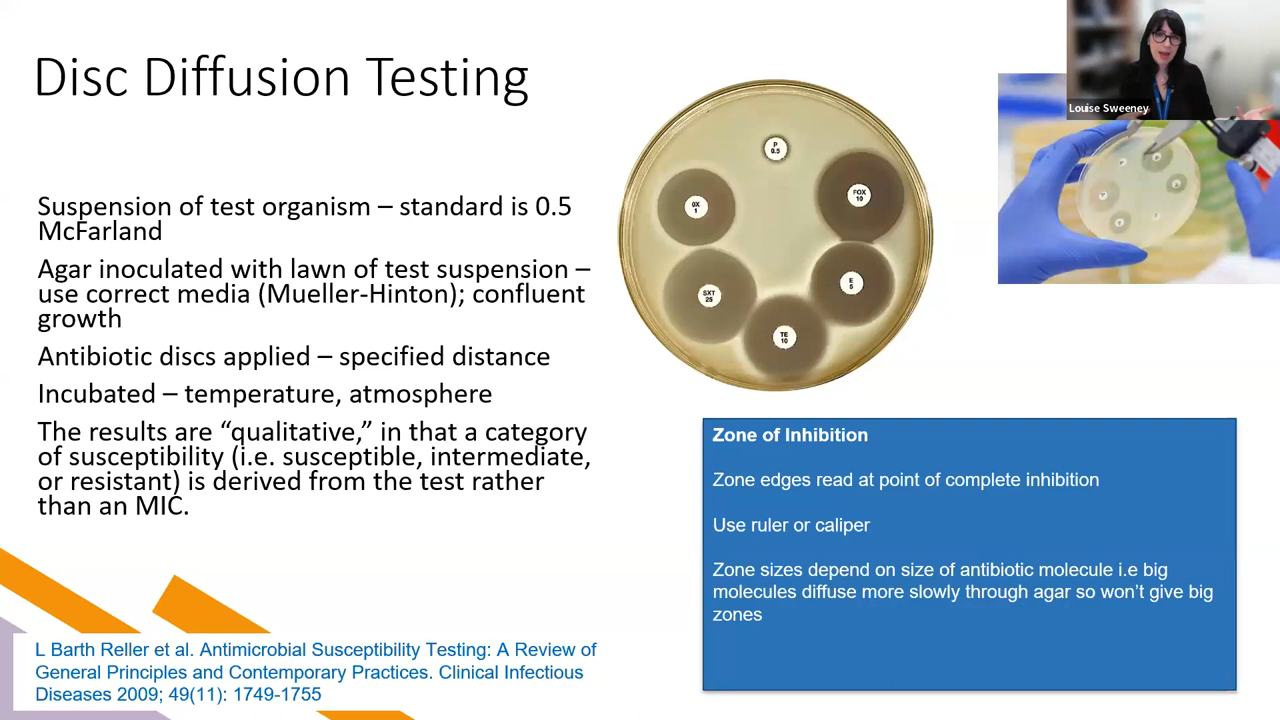 Disc Diffusion Testing
Louise Sweeney
Suspension of test organism – standard is 0.5
McFarland
Agar inoculated with lawn of test suspension –
use correct media (Mueller-Hinton); confluent
growth
Antibiotic discs applied – specified distance
Incubated – temperature, atmosphere
The results are “qualitative,” in that a category
of susceptibility (i.e. susceptible, intermediate,
or resistant) is derived from the test rather
than an MIC.
P
0.5
OX
1
FOX
10
SXT
25
E
5
TE
10
Zone of Inhibition
Zone edges read at point of complete inhibition
Use ruler or caliper
Zone sizes depend on size of antibiotic molecule i.e big
molecules diffuse more slowly through agar so won’t give big
zones
L Barth Reller et al. Antimicrobial Susceptibility Testing: A Review of
General Principles and Contemporary Practices. Clinical Infectious
Diseases 2009; 49(11): 1749-1755